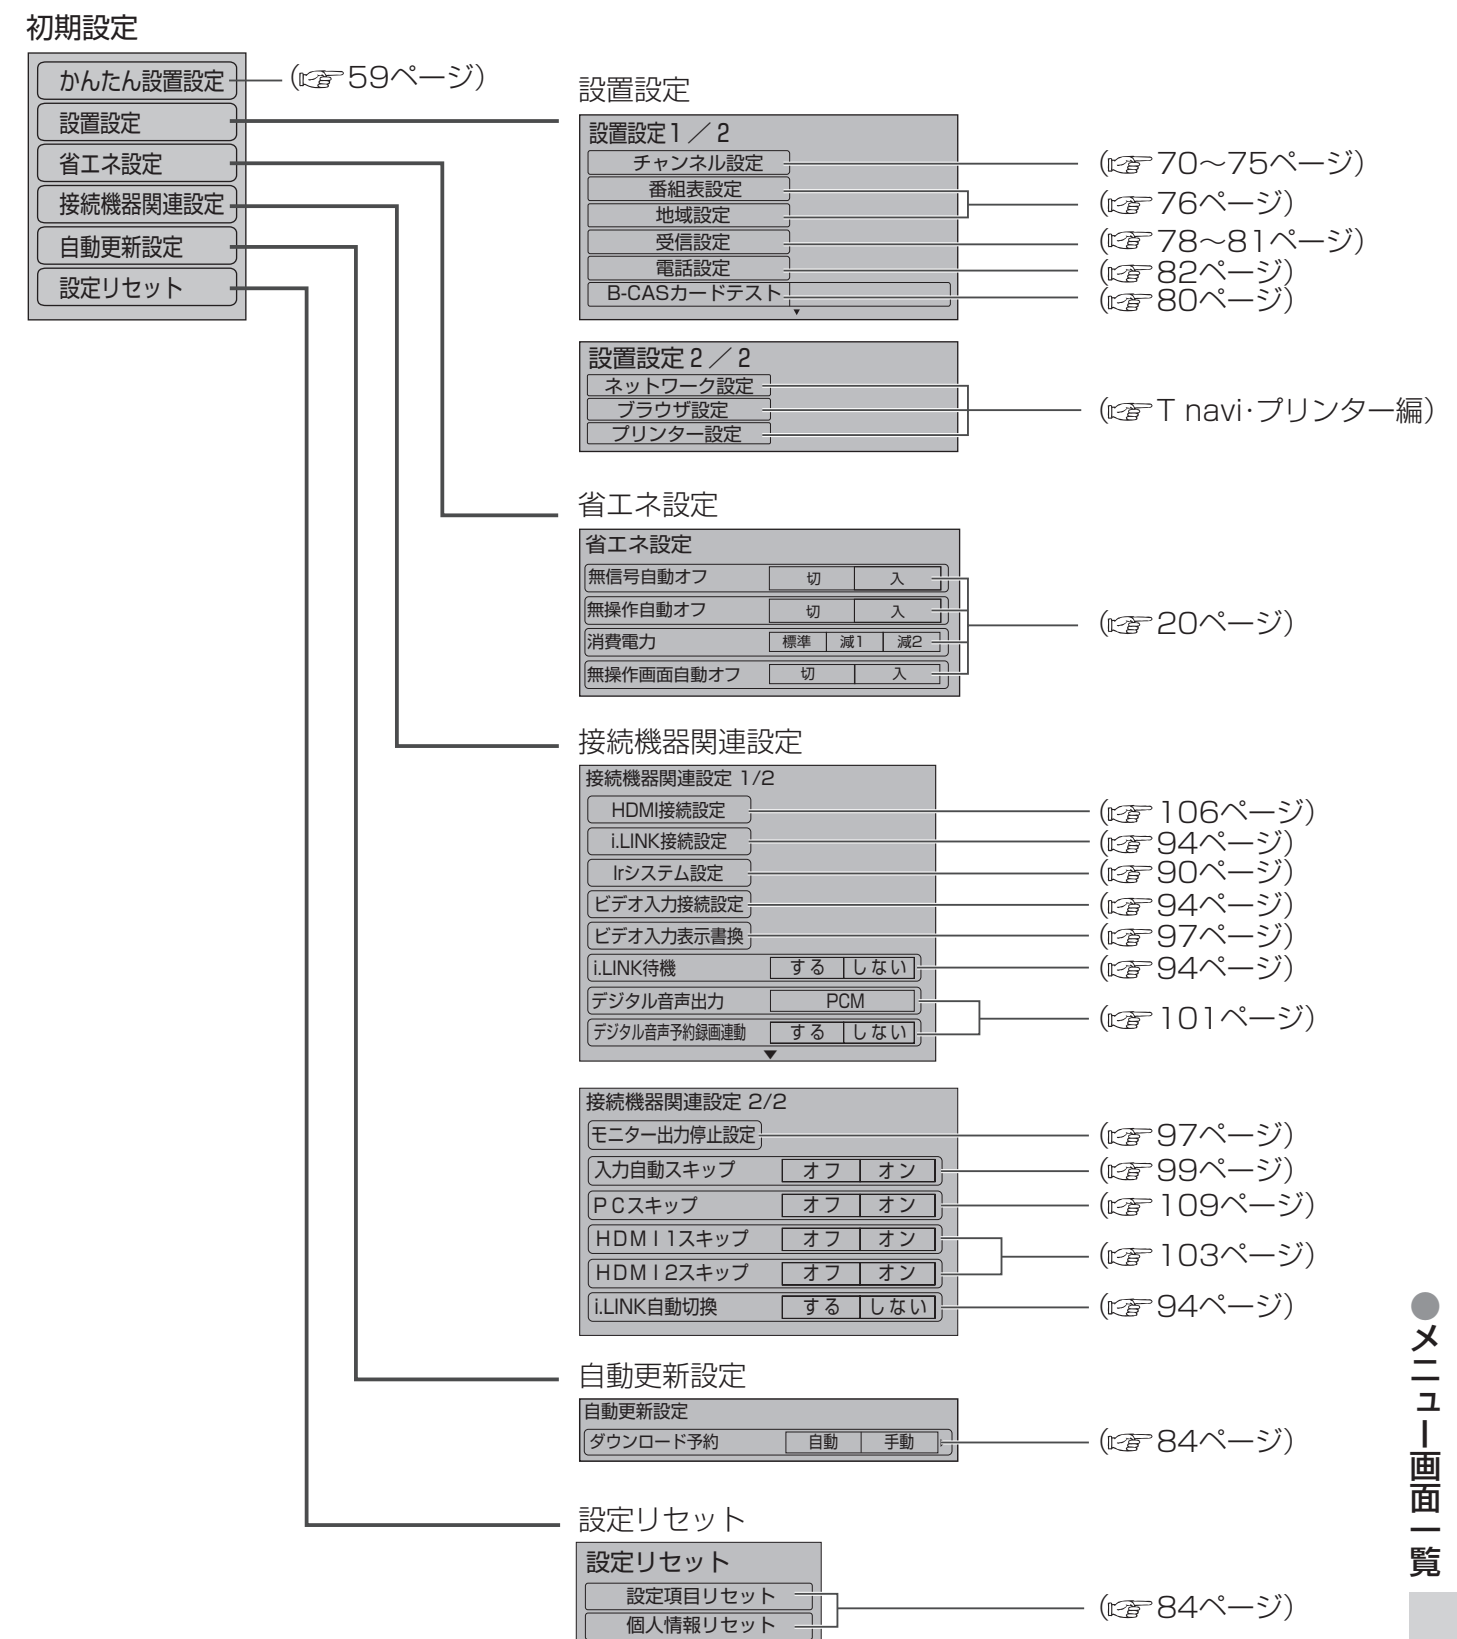 初期設定
かんたん設置設定
(☞59ページ)
設置設定
省エネ設定
接続機器関連設定
自動更新設定
設定リセット
設置設定
設置設定1/2
チャンネル設定
(☞70～75ページ)
番組表設定
地域設定
(☞76ページ)
受信設定
(☞78～81ページ)
電話設定
(☞82ページ)
B-CASカードテスト
(☞80ページ)
▼
設置設定2/2
ネットワーク設定
ブラウザ設定
プリンター設定
(☞T navi・プリンター編)
省エネ設定
省エネ設定
無信号自動オフ 切 入
無操作自動オフ 切 入
消費電力 標準 減1 減2
無操作画面自動オフ 切 入
(☞20ページ)
接続機器関連設定
接続機器関連設定 1/2
HDMI接続設定
(☞106ページ)
i.LINK接続設定
(☞94ページ)
Irシステム設定
(☞90ページ)
ビデオ入力接続設定
(☞94ページ)
ビデオ入力表示書換
(☞97ページ)
i.LINK待機 する しない
(☞94ページ)
デジタル音声出力 PCM
デジタル音声予約録画連動 する しない
(☞101ページ)
▼
接続機器関連設定 2/2
モニター出力停止設定
(☞97ページ)
入力自動スキップ オフ オン
(☞99ページ)
PCスキップ オフ オン
(☞109ページ)
HDMI1スキップ オフ オン
HDMI2スキップ オフ オン
(☞103ページ)
i.LINK自動切換 する しない
(☞94ページ)
自動更新設定
自動更新設定
ダウンロード予約 自動 手動
(☞84ページ)
設定リセット
設定リセット
設定項目リセット
個人情報リセット
(☞84ページ)
●メニュー画面一覧